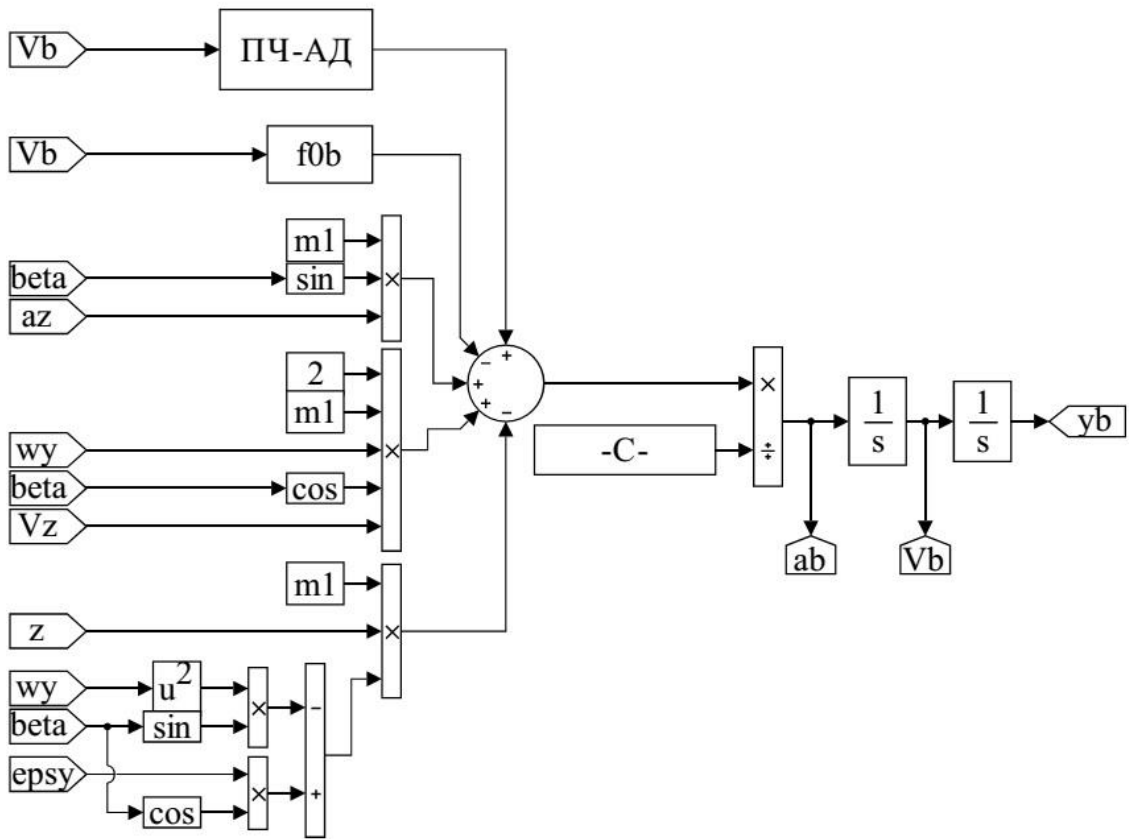 Vb
ПЧ-АД
+
Vb
f0b
−
m1
beta
sin
×
az
+
2
m1
+
−
×
-C-
÷
1
s
1
s
yb
wy
×
beta
cos
Vz
ab
Vb
m1
z
×
wy
u²
×
−
beta
sin
epsy
×
+
cos